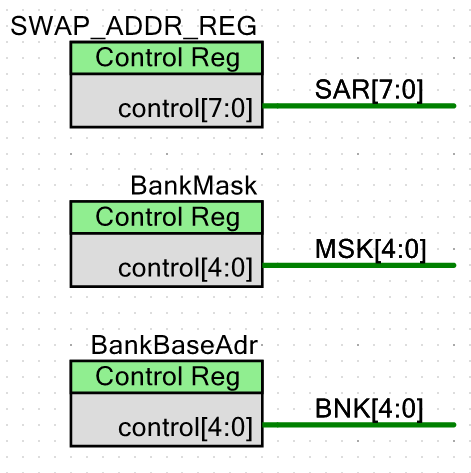 SWAP_ADDR_REG
Control Reg
control[7:0]
SAR[7:0]
BankMask
Control Reg
control[4:0]
MSK[4:0]
BankBaseAdr
Control Reg
control[4:0]
BNK[4:0]